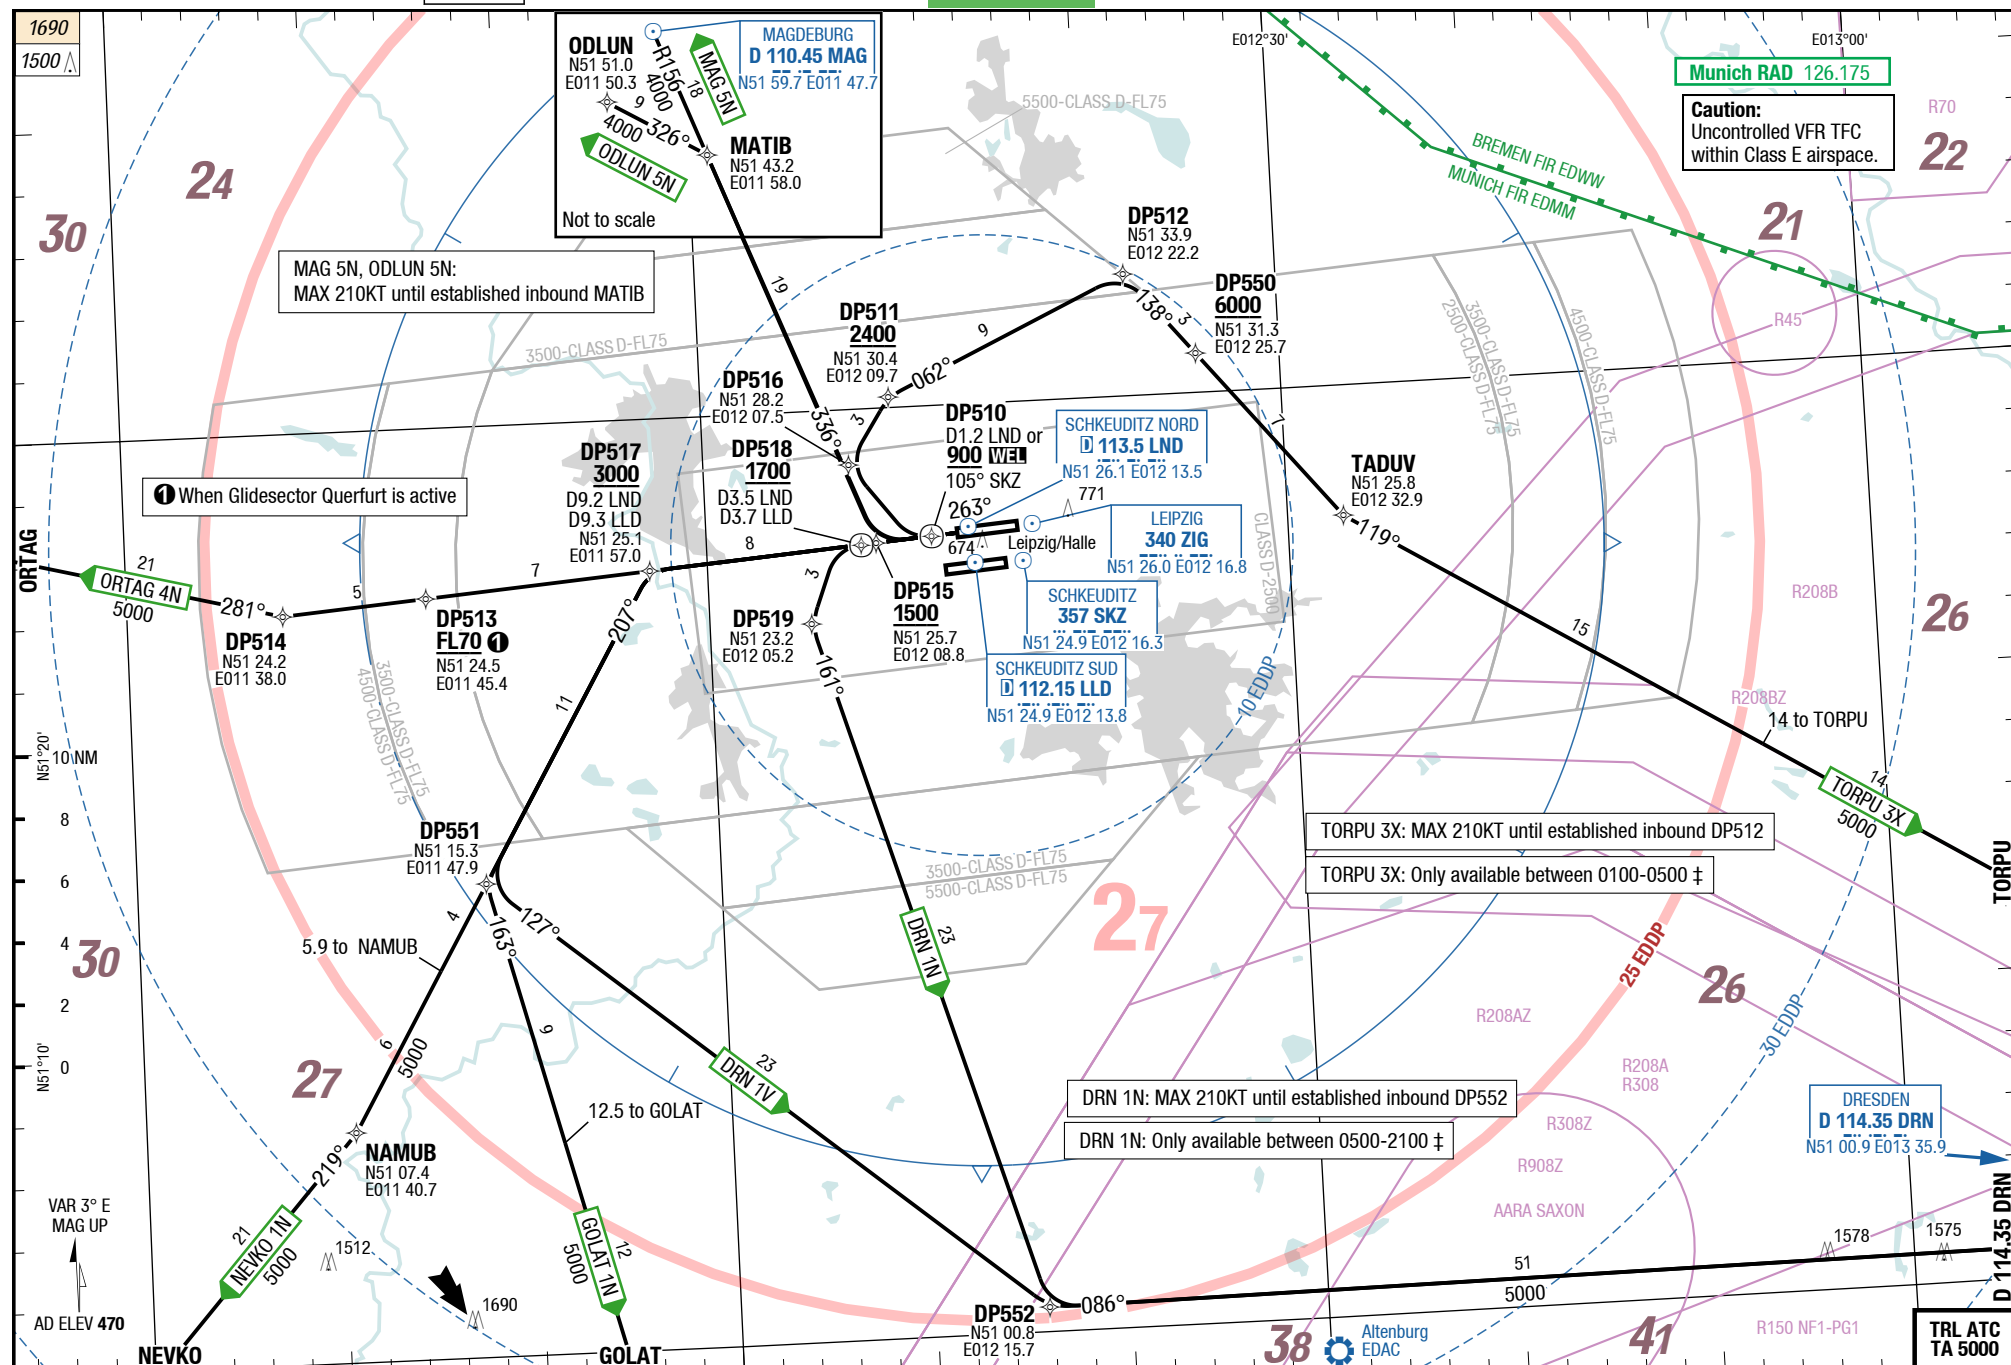 1690
1500
ODLUN
N51 51.0
E011 50.3
MAGDEBURG
D 110.45 MAG
N51 59.7 E011 47.7
R156
4000
18
MAG 5N
9
4000
326°
ODLUN 5N
MATIB
N51 43.2
E011 58.0
Not to scale
5500-CLASS D-FL75
E012°30'
E013°00'
Munich RAD 126.175
Caution:
Uncontrolled VFR TFC
within Class E airspace.
R70
22
BREMEN FIR EDWW
MUNICH FIR EDMM
24
30
21
R45
MAG 5N, ODLUN 5N:
MAX 210KT until established inbound MATIB
19
DP512
N51 33.9
E012 22.2
138°
3
DP550
6000
N51 31.3
E012 25.7
DP511
2400
N51 30.4
E012 09.7
9
062°
3500-CLASS D-FL75
2500-CLASS D-FL75
3500-CLASS D-FL75
4500-CLASS D-FL75
DP516
N51 28.2
E012 07.5
336°
3
7
DP510
D1.2 LND or
900 WEL
105° SKZ
263°
SCHKEUDITZ NORD
D 113.5 LND
N51 26.1 E012 13.5
771
DP517
3000
D9.2 LND
D9.3 LLD
N51 25.1
E011 57.0
DP518
1700
D3.5 LND
D3.7 LLD
8
TADUV
N51 25.8
E012 32.9
119°
1 When Glidesector Querfurt is active
LEIPZIG
340 ZIG
N51 26.0 E012 16.8
674
Leipzig/Halle
CLASS D-2500
ORTAG
21
ORTAG 4N
5000
281°
5
7
DP514
N51 24.2
E011 38.0
DP513
FL70 1
N51 24.5
E011 45.4
207°
3
DP519
N51 23.2
E012 05.2
DP515
1500
N51 25.7
E012 08.8
SCHKEUDITZ
357 SKZ
N51 24.9 E012 16.3
SCHKEUDITZ SUD
D 112.15 LLD
N51 24.9 E012 13.8
161°
10 EDDP
15
R208B
26
R208BZ
14 to TORPU
3500-CLASS D-FL75
4500-CLASS D-FL75
11
N51°20'
10 NM
8
6
4
2
0
N51°10'
14
TORPU 3X
5000
TORPU
TORPU 3X: MAX 210KT until established inbound DP512
TORPU 3X: Only available between 0100-0500 ‡
DP551
N51 15.3
E011 47.9
3500-CLASS D-FL75
5500-CLASS D-FL75
27
4
163°
127°
5.9 to NAMUB
30
23
DRN 1N
25 EDDP
26
R208AZ
30 EDDP
6
5000
9
23
DRN 1V
R208A
R308
27
12.5 to GOLAT
DRN 1N: MAX 210KT until established inbound DP552
DRN 1N: Only available between 0500-2100 ‡
R308Z
R908Z
AARA SAXON
DRESDEN
D 114.35 DRN
N51 00.9 E013 35.9
NAMUB
N51 07.4
E011 40.7
219°
VAR 3° E
MAG UP
21
NEVKO 1N
5000
1512
12
GOLAT 1N
5000
1578
1575
51
5000
D 114.35 DRN
1690
AD ELEV 470
DP552
N51 00.8
E012 15.7
086°
38
Altenburg
EDAC
41
R150 NF1-PG1
TRL ATC
TA 5000
NEVKO
GOLAT